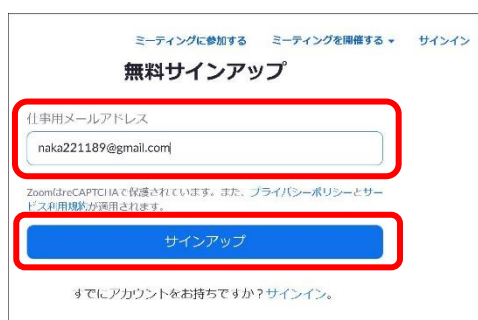 ミーティングに参加する ミーティングを開催する サインイン
無料サインアップ
仕事用メールアドレス
naka221189@gmail.com
ZoomはreCAPTCHAで保護されています。また、プライバシーポリシーとサー
ビス利用規約が適用されます。
サインアップ
すでにアカウントをお持ちですか？サインイン。